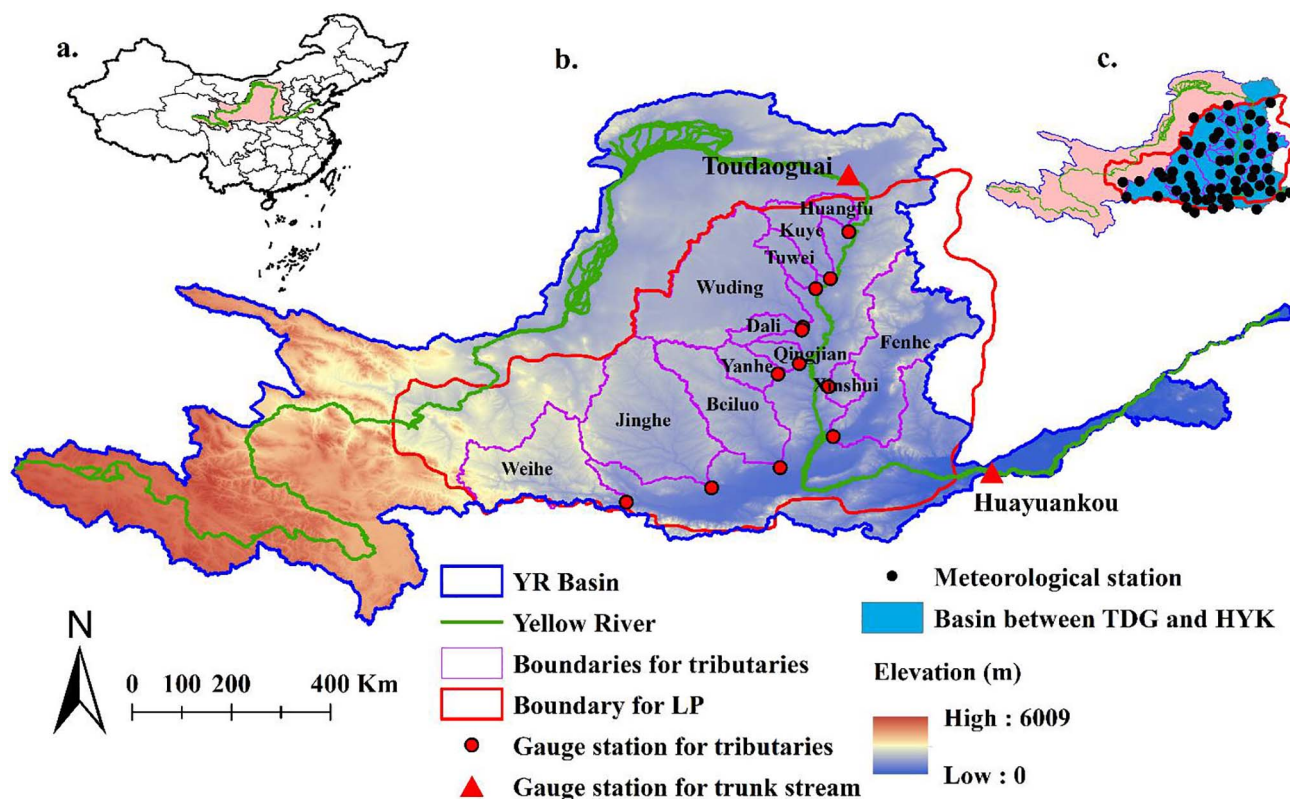 a.
b.
c.
Toudaoguai
Huangfu
Kuye
Tuwei
Wuding
Dali
Fenhe
Qingjian
Yanhe
Xinshui
Beiluo
Jinghe
Weihe
Huayuankou
YR Basin
Yellow River
Boundaries for tributaries
Boundary for LP
Gauge station for tributaries
Gauge station for trunk stream
Meteorological station
Basin between TDG and HYK
Elevation (m)
High : 6009
Low : 0
N
0 100 200 400 Km